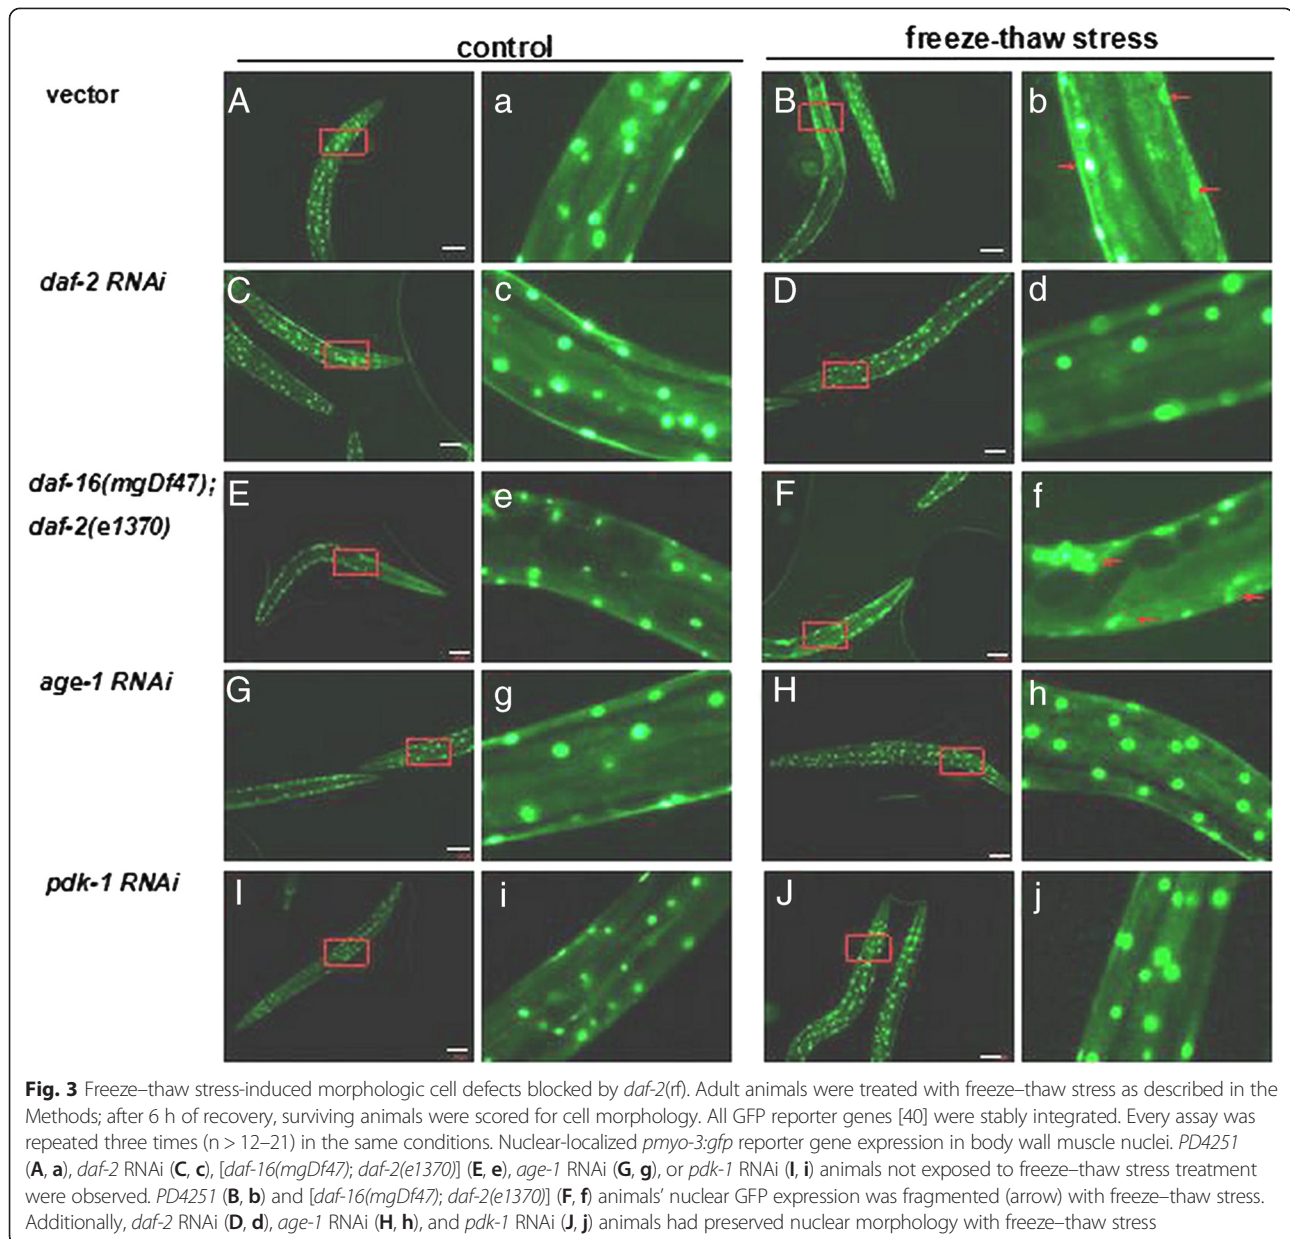 control
freeze-thaw stress
vector
A
a
B
b
daf-2 RNAi
C
c
D
d
daf-16(mgDf47);
daf-2(e1370)
E
e
F
f
age-1 RNAi
G
g
H
h
pdk-1 RNAi
I
i
J
j
Fig. 3 Freeze–thaw stress-induced morphologic cell defects blocked by daf-2(rf). Adult animals were treated with freeze–thaw stress as described in the
Methods; after 6 h of recovery, surviving animals were scored for cell morphology. All GFP reporter genes [40] were stably integrated. Every assay was
repeated three times (n > 12–21) in the same conditions. Nuclear-localized pmyo-3:gfp reporter gene expression in body wall muscle nuclei. PD4251
(A, a), daf-2 RNAi (C, c), [daf-16(mgDf47); daf-2(e1370)] (E, e), age-1 RNAi (G, g), or pdk-1 RNAi (I, i) animals not exposed to freeze–thaw stress treatment
were observed. PD4251 (B, b) and [daf-16(mgDf47); daf-2(e1370)] (F, f) animals' nuclear GFP expression was fragmented (arrow) with freeze–thaw stress.
Additionally, daf-2 RNAi (D, d), age-1 RNAi (H, h), and pdk-1 RNAi (J, j) animals had preserved nuclear morphology with freeze–thaw stress